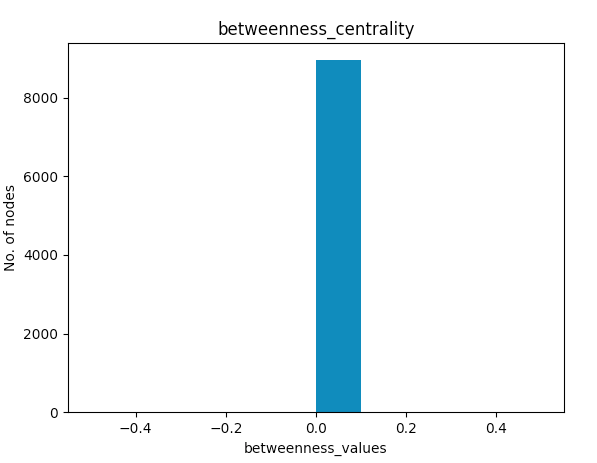 betweenness_centrality
No. of nodes
8000
6000
4000
2000
0
−0.4 −0.2 0.0 0.2 0.4
betweenness_values